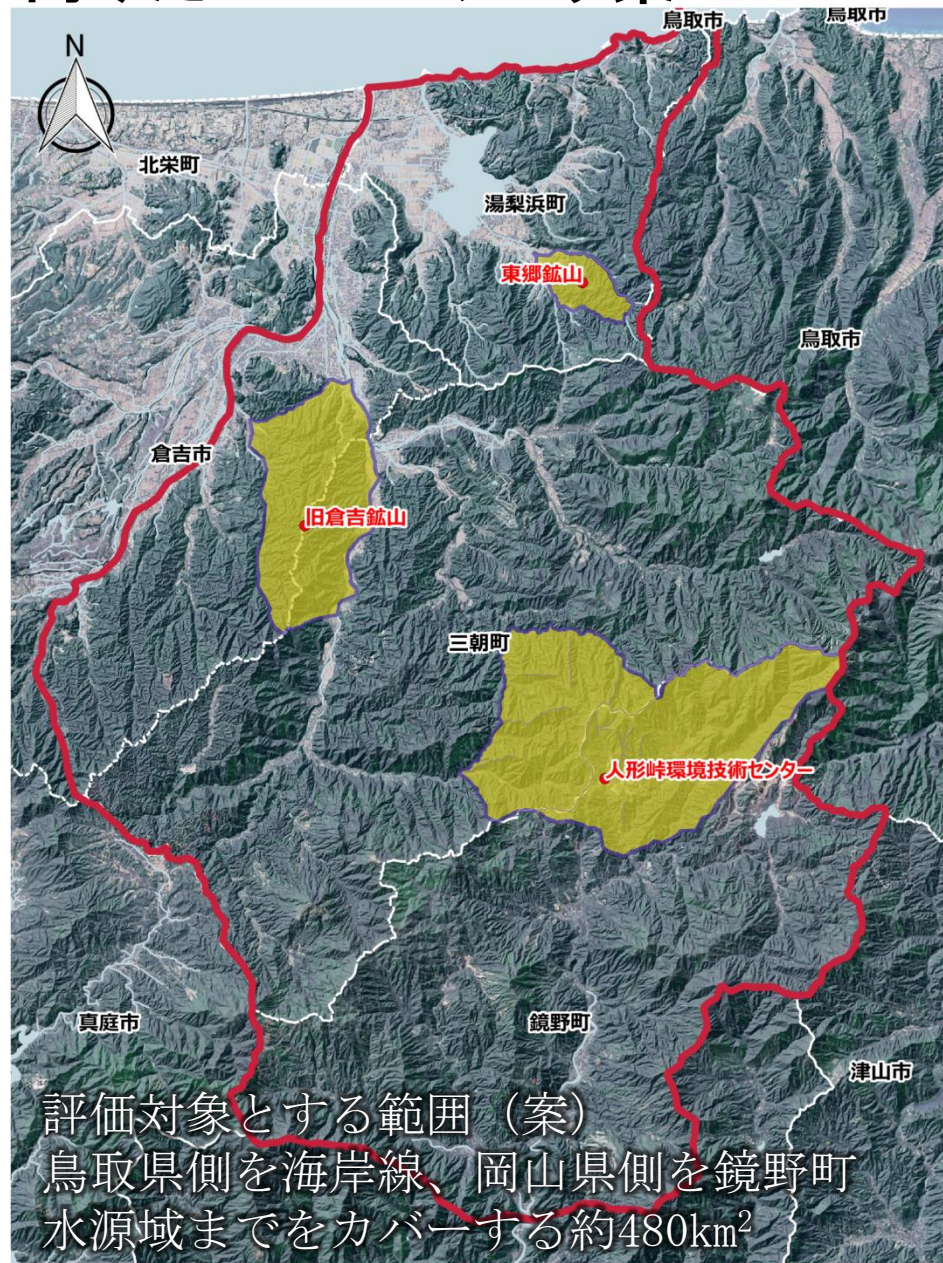 鳥取市
鳥取市
N
北栄町
湯梨浜町
東郷鉱山
鳥取市
倉吉市
旧倉吉鉱山
三朝町
人形峠環境技術センター
真庭市
鏡野町
津山市
評価対象とする範囲（案）
鳥取県側を海岸線、岡山県側を鏡野町
水源域までをカバーする約480km²